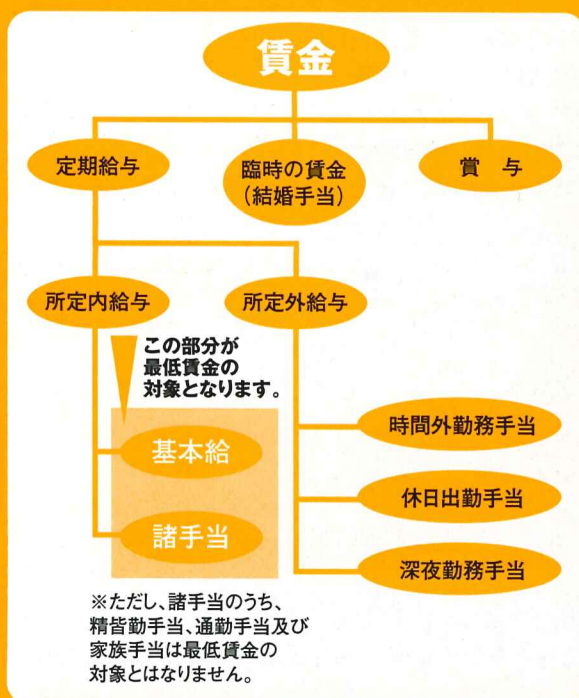 賃金
定期給与
臨時の賃金
(結婚手当)
賞　与
所定内給与
所定外給与
この部分が
最低賃金の
対象となります。
基本給
諸手当
時間外勤務手当
休日出勤手当
深夜勤務手当
※ただし、諸手当のうち、
精皆勤手当、通勤手当及び
家族手当は最低賃金の
対象とはなりません。